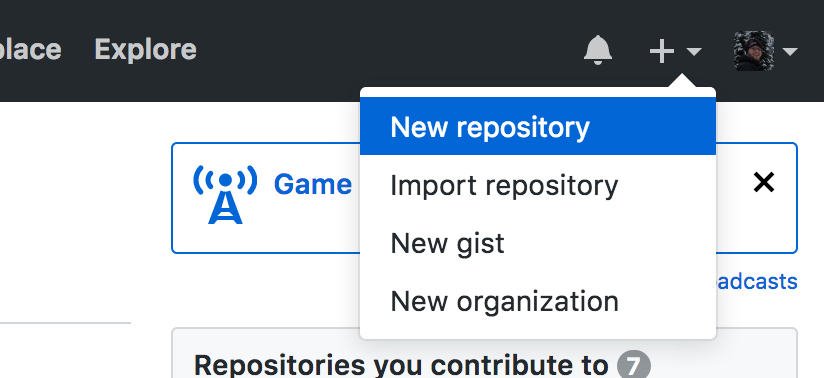 place Explore
New repository
Game
Import repository
New gist
New organization
adcasts
Repositories you contribute to 7